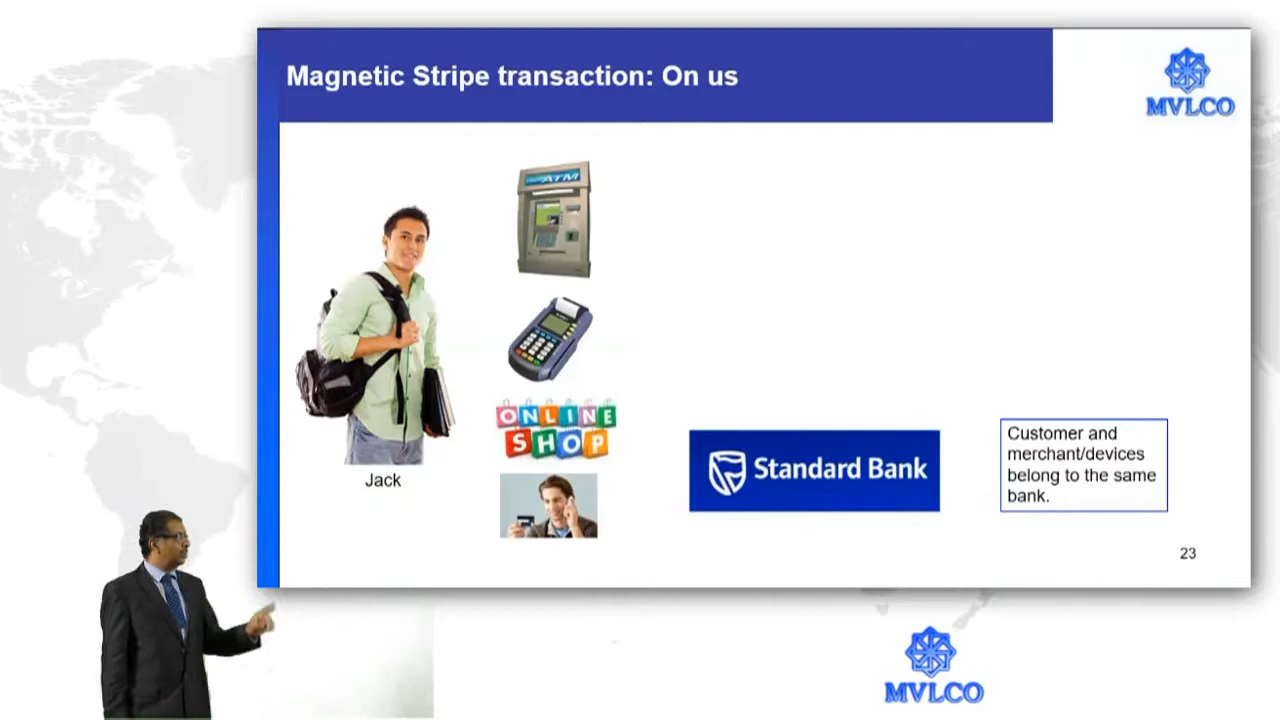 Magnetic Stripe transaction: On us
MVLCO
ATM
ONLINE
SHOP
Jack
Standard Bank
Customer and
merchant/devices
belong to the same
bank.
23
MVLCO